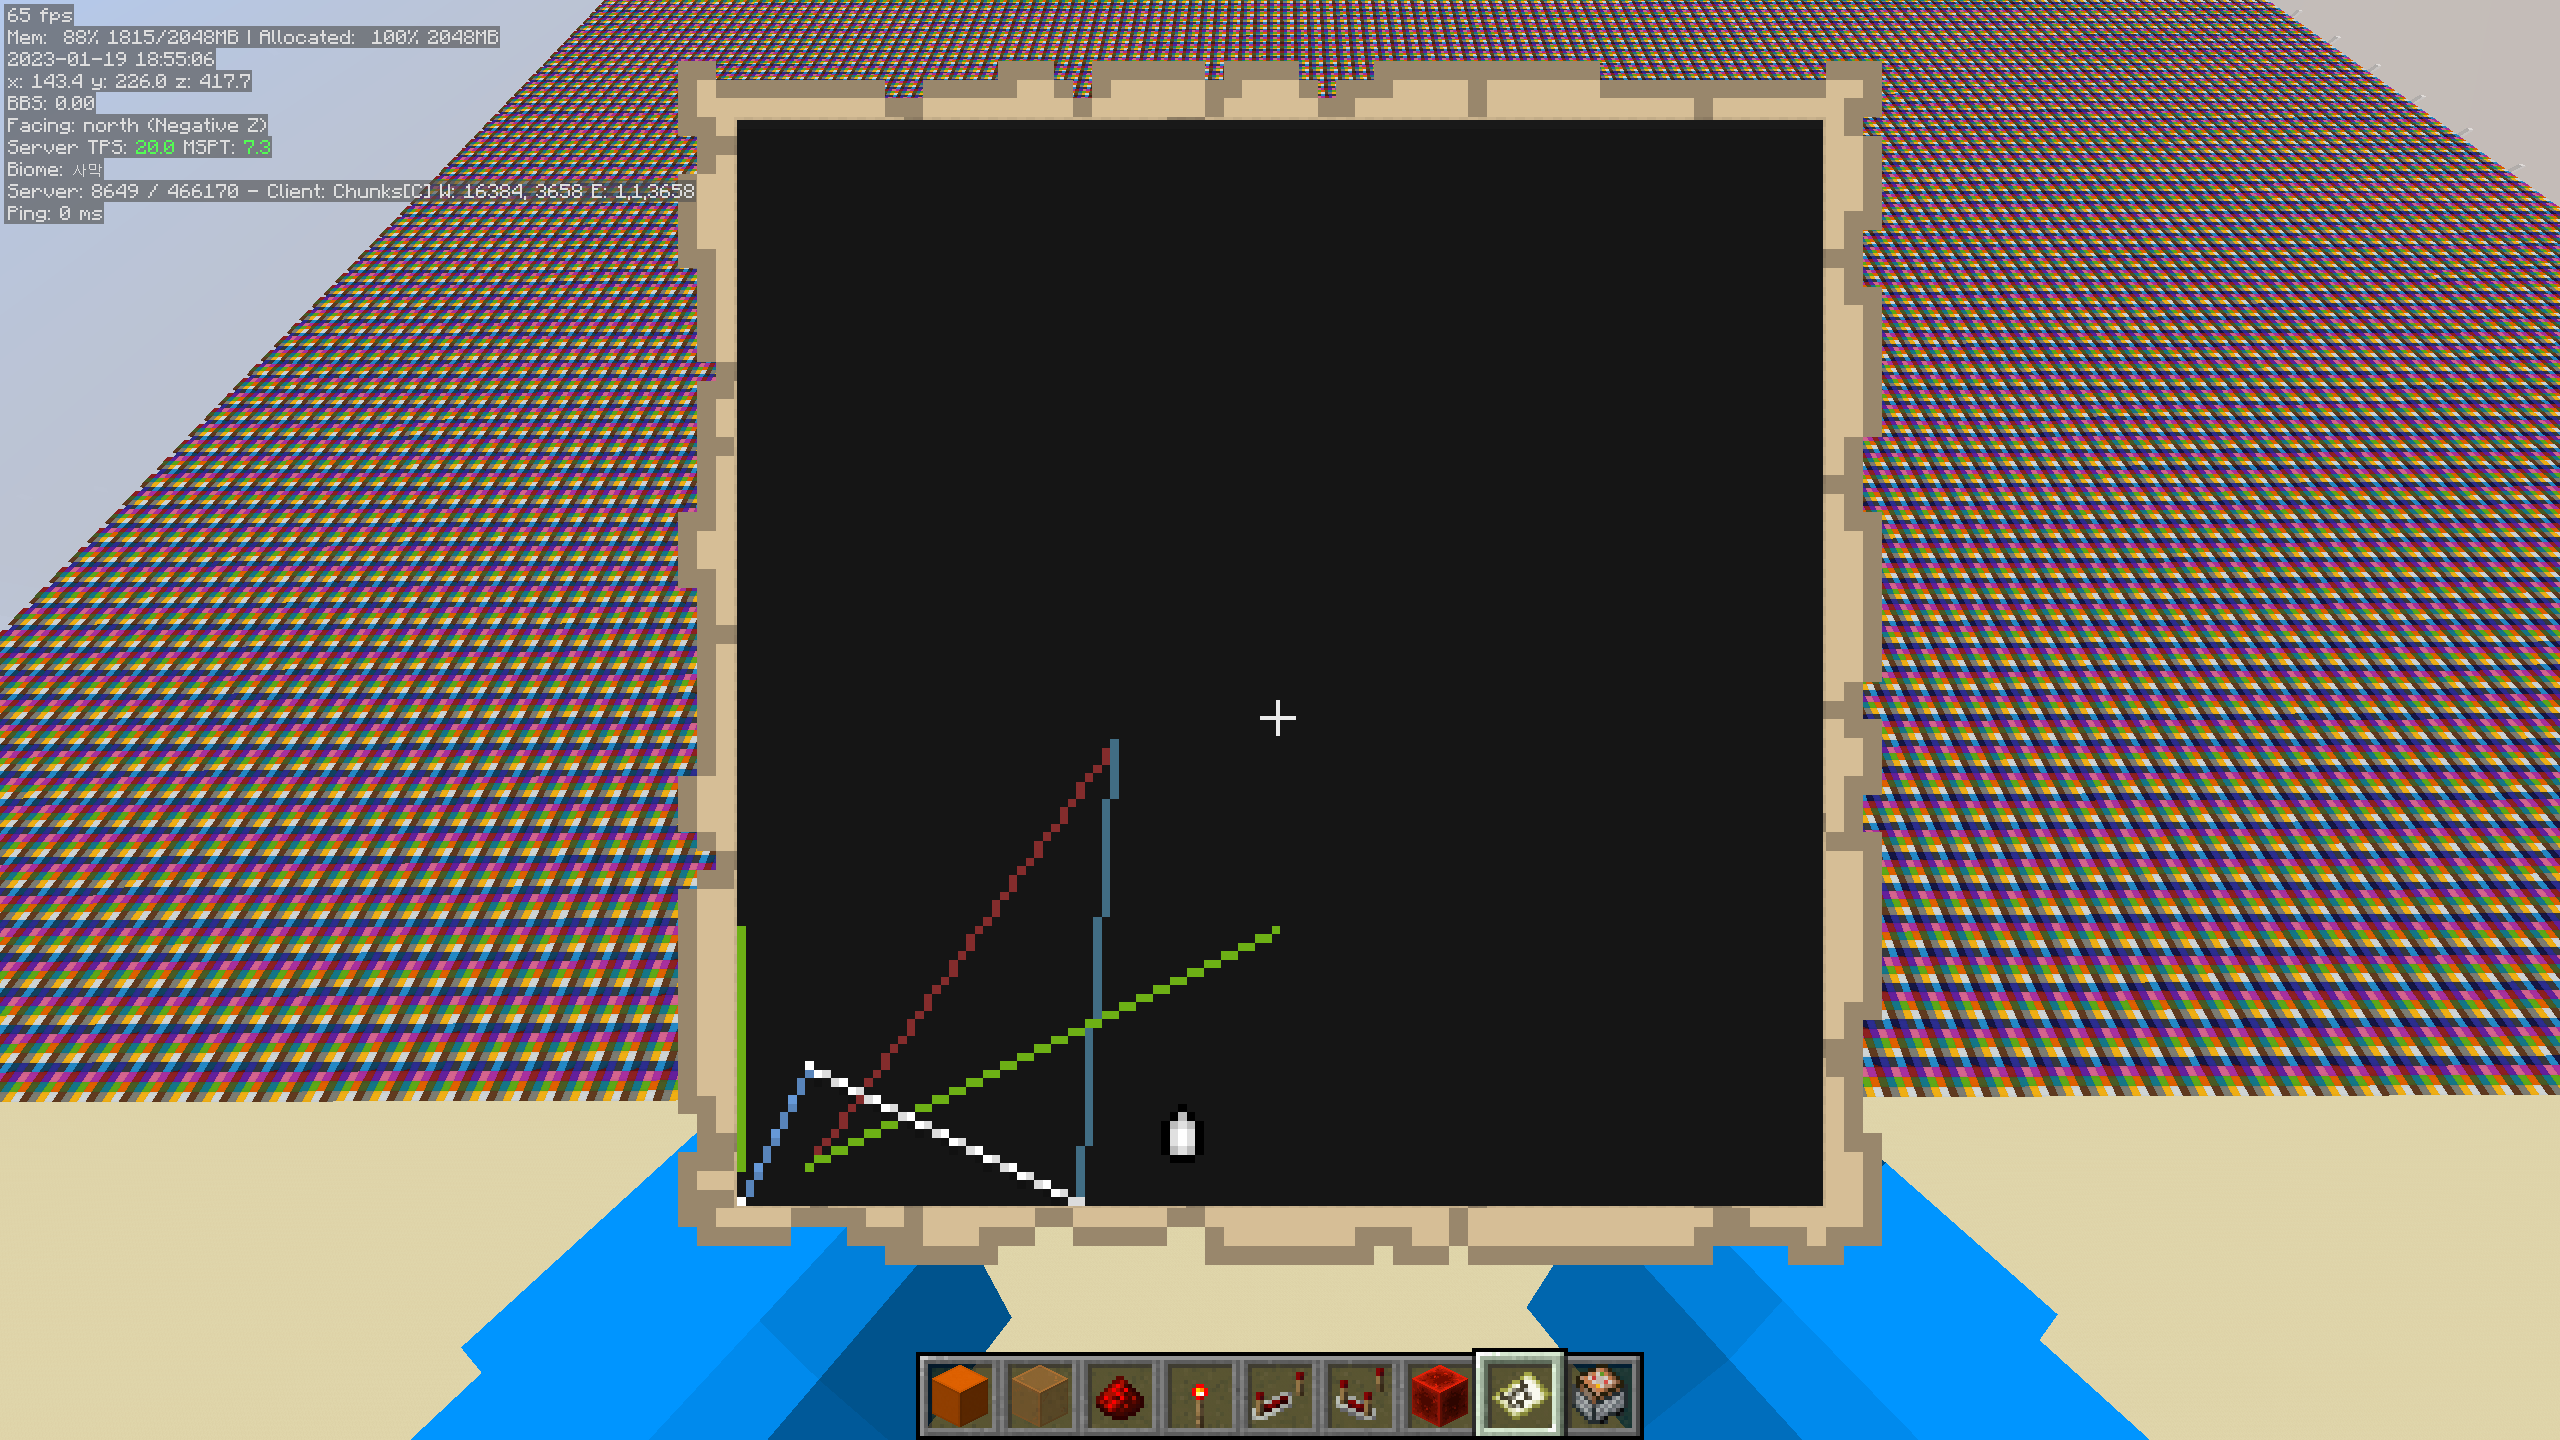 65 fps
Mem: 88% 1815/2048MB | Allocated: 100% 2048MB
2023-01-19 18:55:06
x: 143.4 y: 226.0 z: 417.7
BBS: 0.00
Facing: north (Negative Z)
Server TPS: 20.0 MSPT: 7.3
Biome: 사막
Server: 8649 / 466170 - Client: Chunks[C] W: 16384, 3658 E: 1,1,3658
Ping: 0 ms